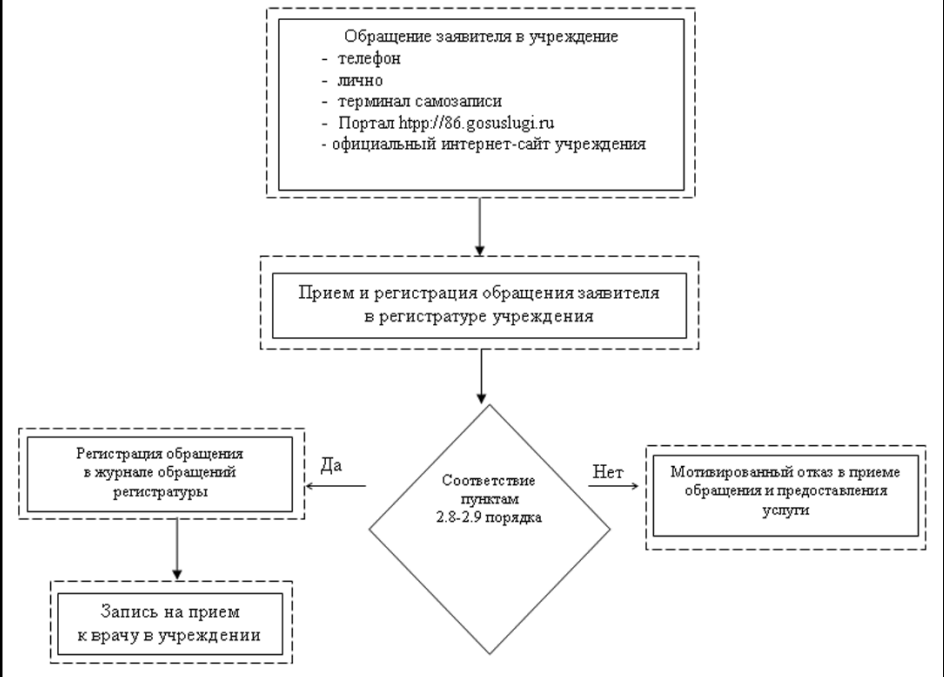 Обращение заявителя в учреждение
- телефон
- лично
- терминал самозаписи
- Портал htpp://86.gosuslugi.ru
- официальный интернет-сайт учреждения
Прием и регистрация обращения заявителя
в регистратуре учреждения
Регистрация обращения
в журнале обращений
регистратуры
Да
Соответствие
пунктам
2.8-2.9 порядка
Нет
Мотивированный отказ в приеме
обращения и предоставления
услуги
Запись на прием
к врачу в учреждении